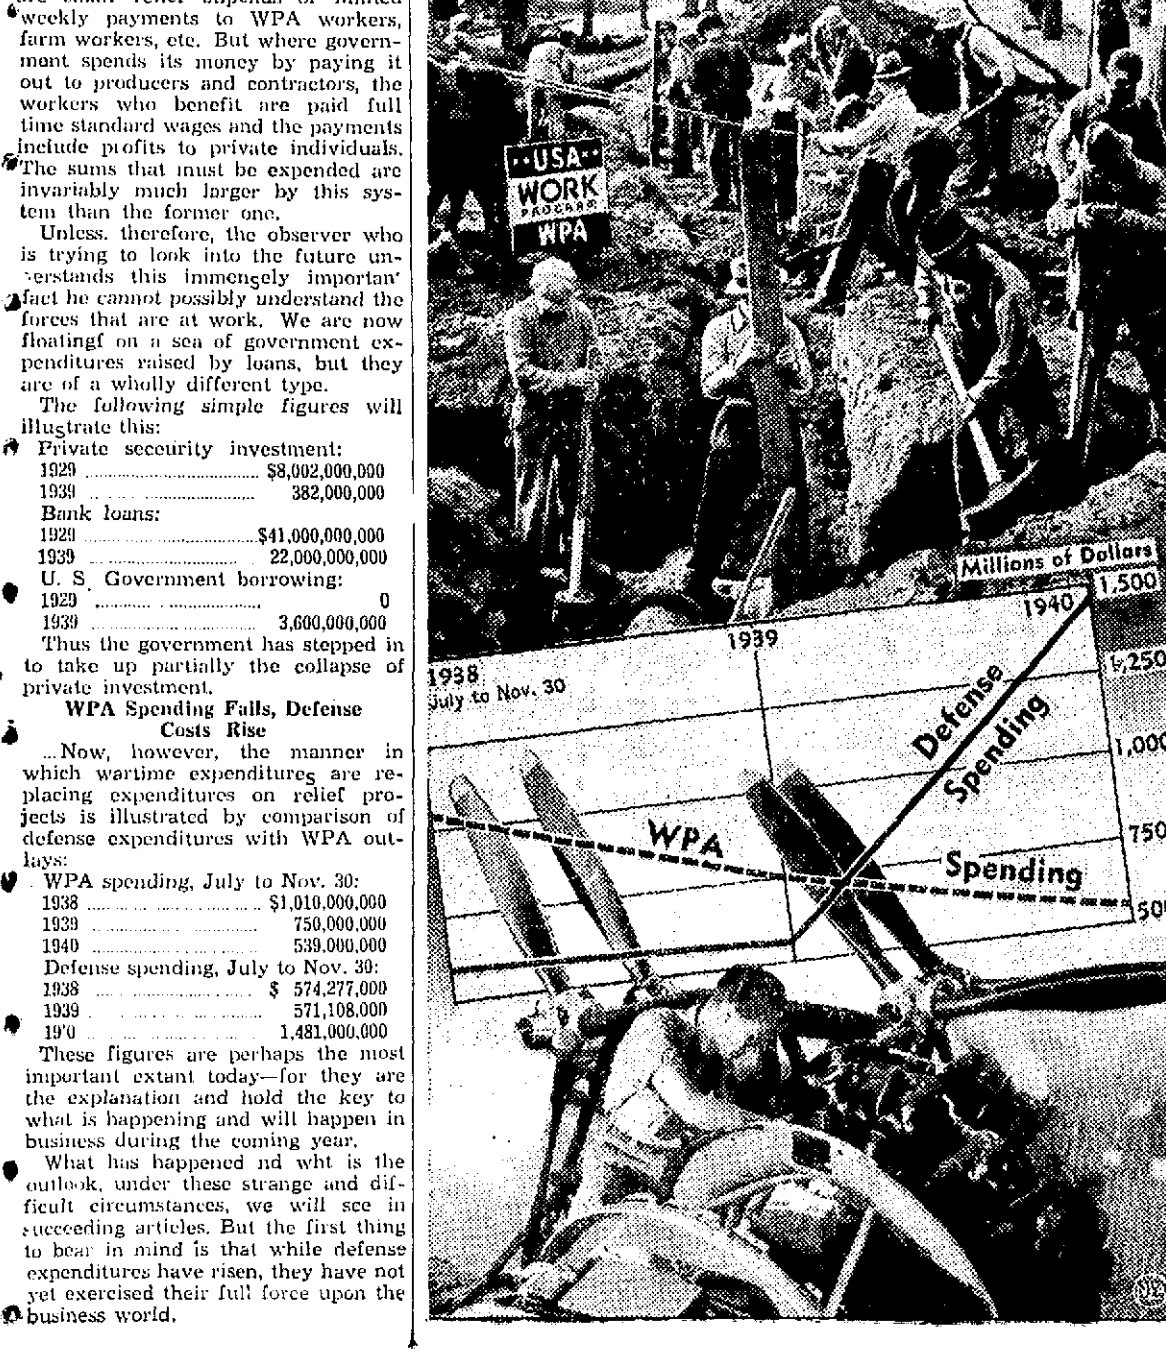 weekly payments to WPA workers,
farm workers, etc. But where govern-
ment spends its money by paying it
out to producers and contractors, the
workers who benefit are paid full
time standard wages and the payments
include profits to private individuals.
The sums that must be expended are
invariably much larger by this sys-
tem than the former one.
Unless, therefore, the observer who
is trying to look into the future un-
erstands this immensely importan'
fact he cannot possibly understand the
forces that are at work. We are now
floatingf on a sea of government ex-
penditures raised by loans, but they
are of a wholly different type.
The following simple figures will
illustrate this:
Private seccurity investment:
1929 ........ $8,002,000,000
1939 ........ 382,000,000
Bank loans:
1929 ........ $41,000,000,000
1939 ........ 22,000,000,000
U. S. Government borrowing:
1929 ........ 0
1939 ........ 3,600,000,000
Thus the government has stepped in
to take up partially the collapse of
private investment.
WPA Spending Falls, Defense
Costs Rise
...Now, however, the manner in
which wartime expenditures are re-
placing expenditures on relief pro-
jects is illustrated by comparison of
defense expenditures with WPA out-
lays:
WPA spending, July to Nov. 30:
1938 ........ $1,010,000,000
1939 ........ 750,000,000
1940 ........ 539,000,000
Defense spending, July to Nov. 30:
1938 ........ $ 574,277,000
1939 ........ 571,108,000
19'0 ........ 1,481,000,000
These figures are perhaps the most
important extant today—for they are
the explanation and hold the key to
what is happening and will happen in
business during the coming year.
What has happened nd wht is the
outlook, under these strange and dif-
ficult circumstances, we will see in
succeeding articles. But the first thing
to bear in mind is that while defense
expenditures have risen, they have not
yet exercised their full force upon the
business world.
USA
WORK
PROGRAM
WPA
Millions of Dollars
1938
July to Nov. 30
1939
1940
1,500
1,250
1,000
750
50
Defense
Spending
WPA
Spending